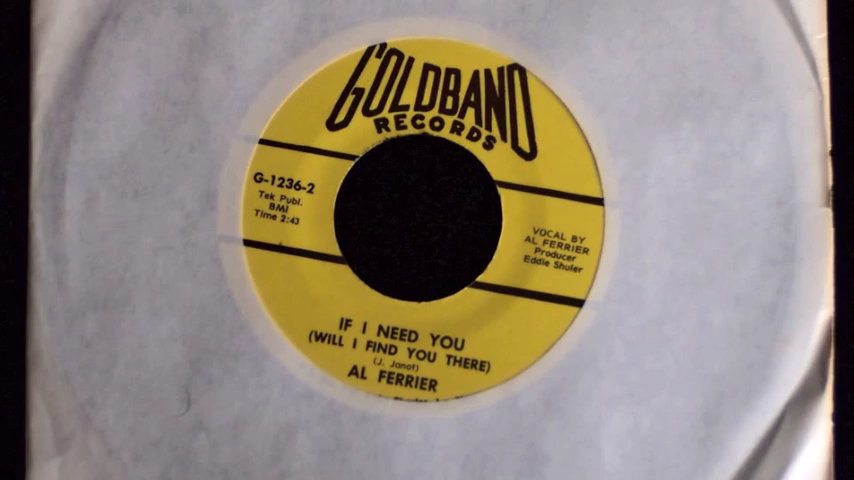 GOLDBAND
RECORDS
G-1236-2
Tek Publ.
BMI
Time 2:43
VOCAL BY
AL FERRIER
Producer
Eddie Shuler
IF I NEED YOU
(WILL I FIND YOU THERE)
(J. Janot)
AL FERRIER